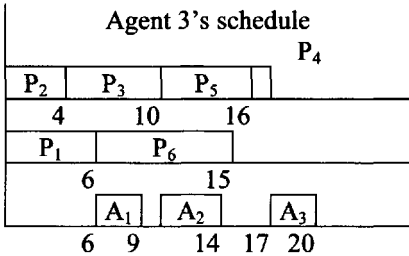 Agent 3's schedule
P4
P2 P3 P5
4 10 16
P1 P6
6 15
A1 A2 A3
6 9 14 17 20